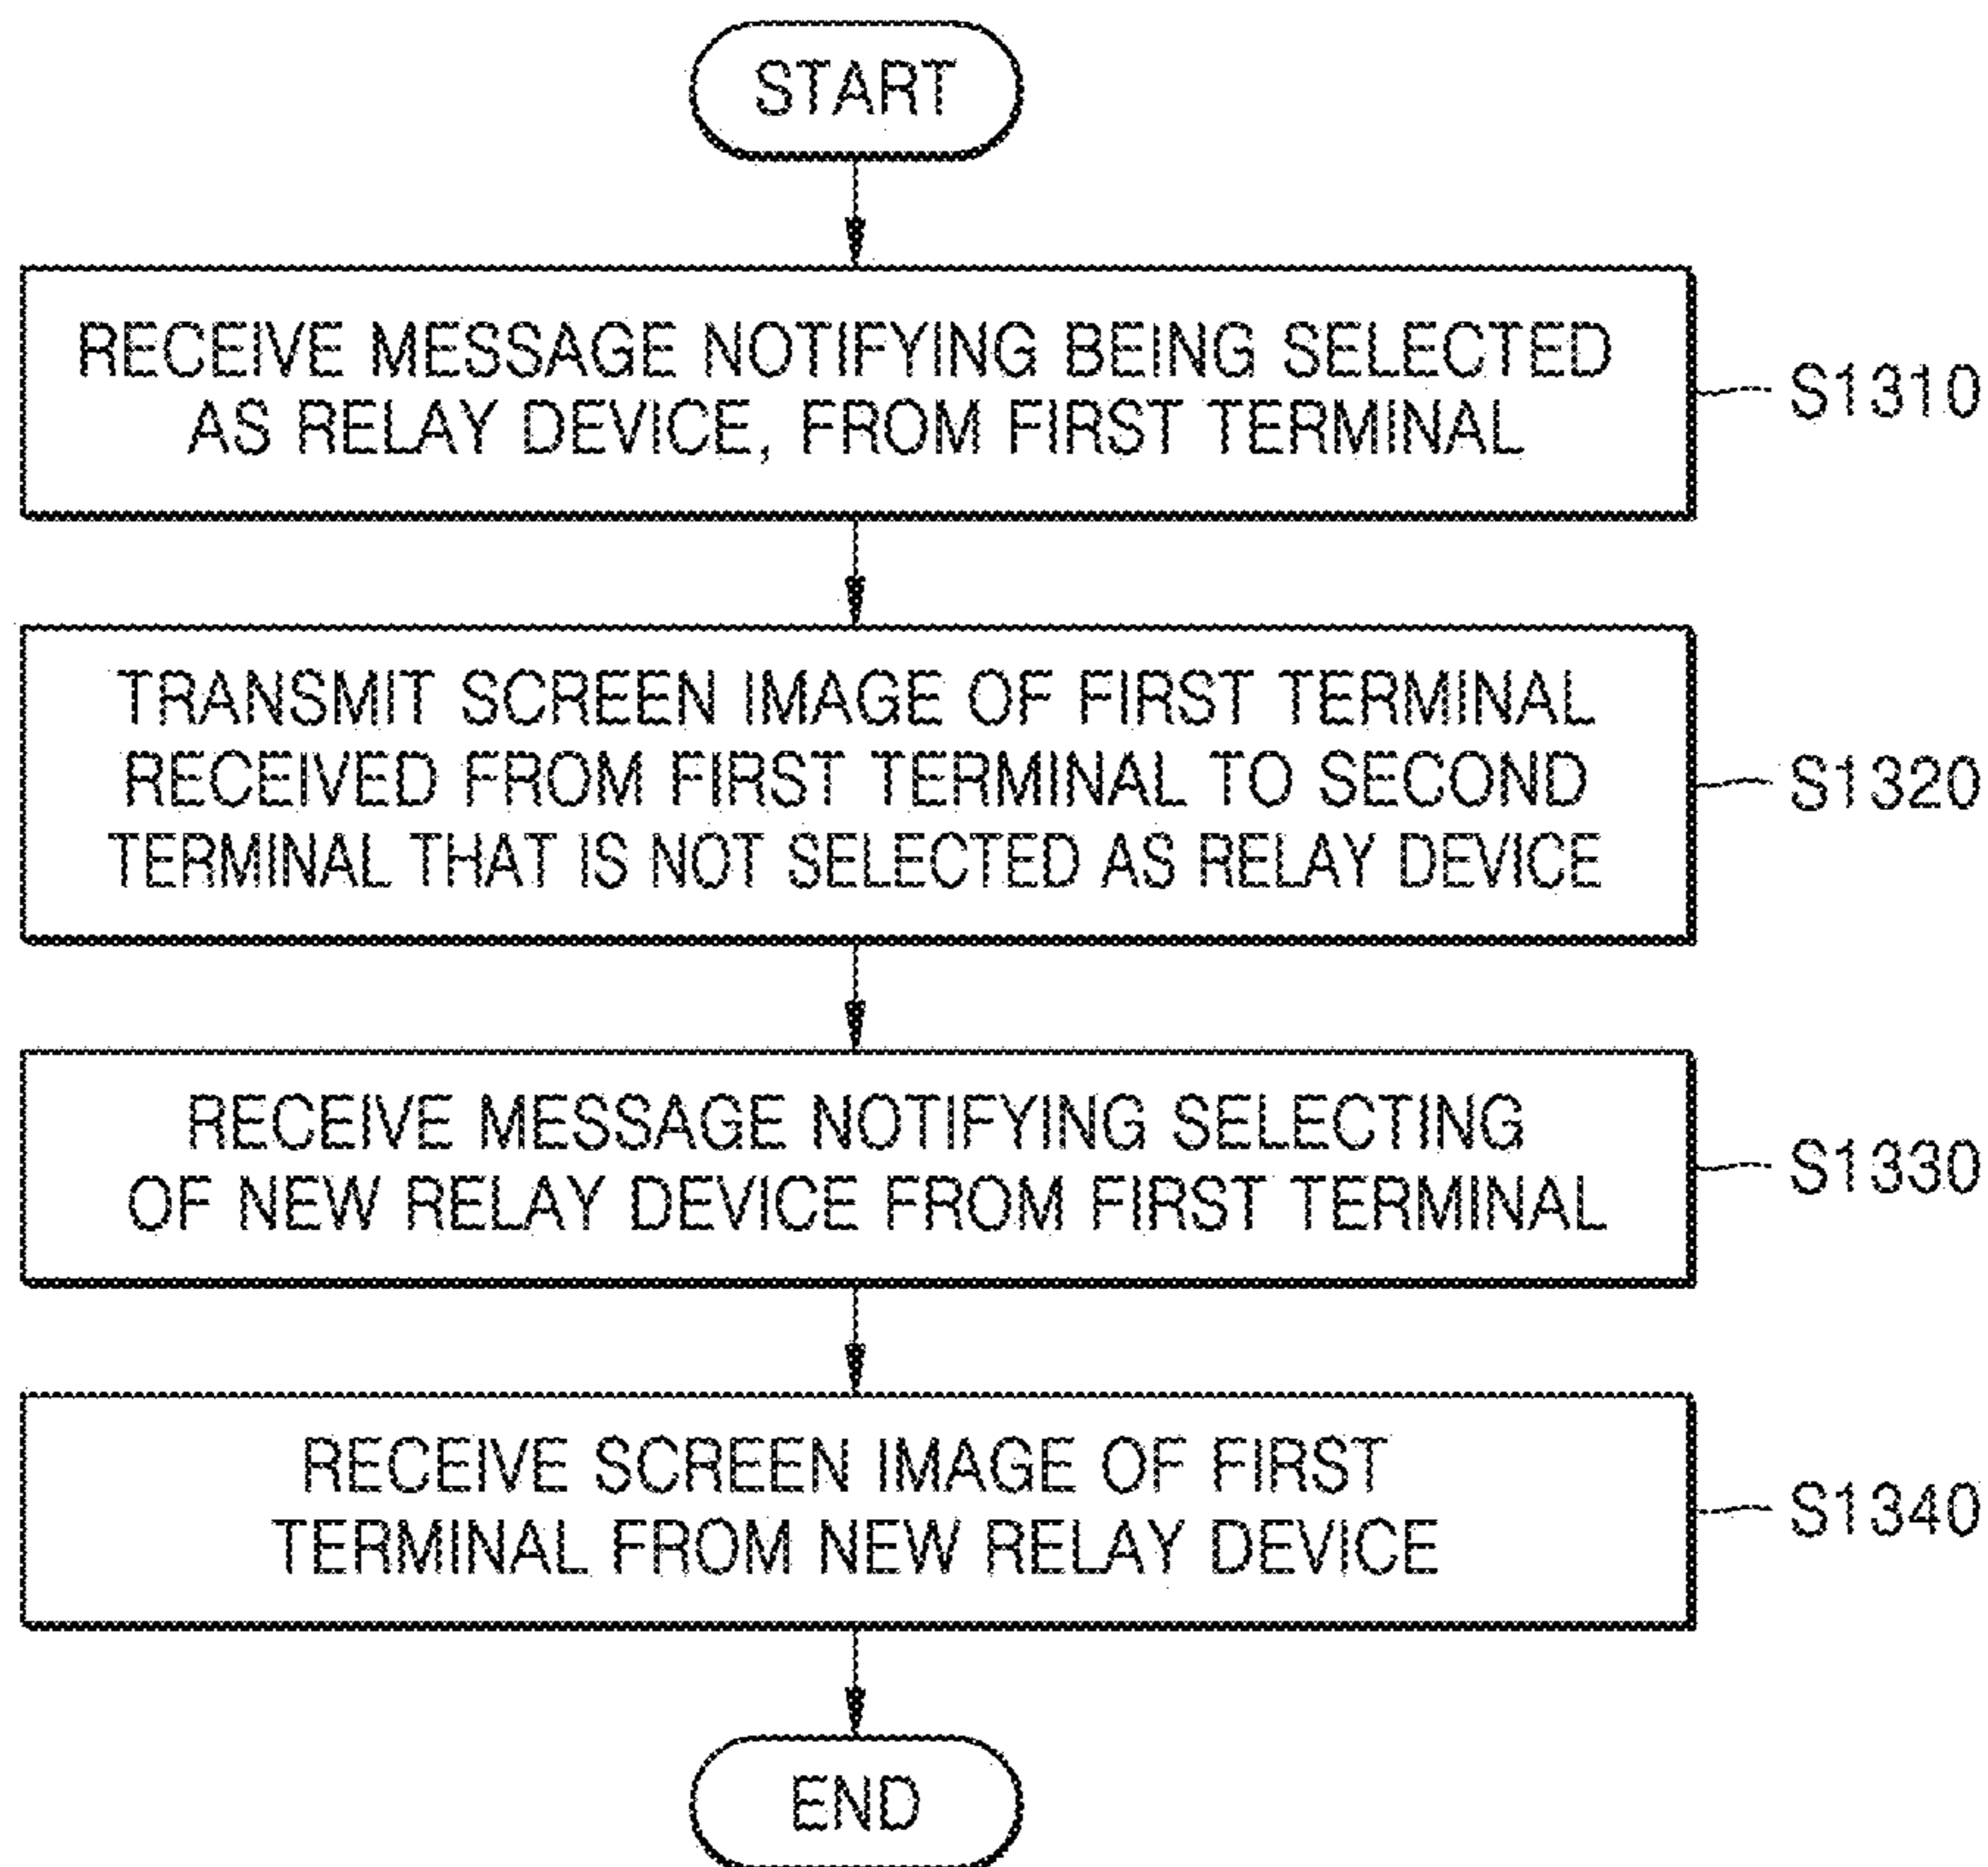 START
RECEIVE MESSAGE NOTIFYING BEING SELECTED
AS RELAY DEVICE, FROM FIRST TERMINAL
S1310
TRANSMIT SCREEN IMAGE OF FIRST TERMINAL
RECEIVED FROM FIRST TERMINAL TO SECOND
TERMINAL THAT IS NOT SELECTED AS RELAY DEVICE
S1320
RECEIVE MESSAGE NOTIFYING SELECTING
OF NEW RELAY DEVICE FROM FIRST TERMINAL
S1330
RECEIVE SCREEN IMAGE OF FIRST
TERMINAL FROM NEW RELAY DEVICE
S1340
END